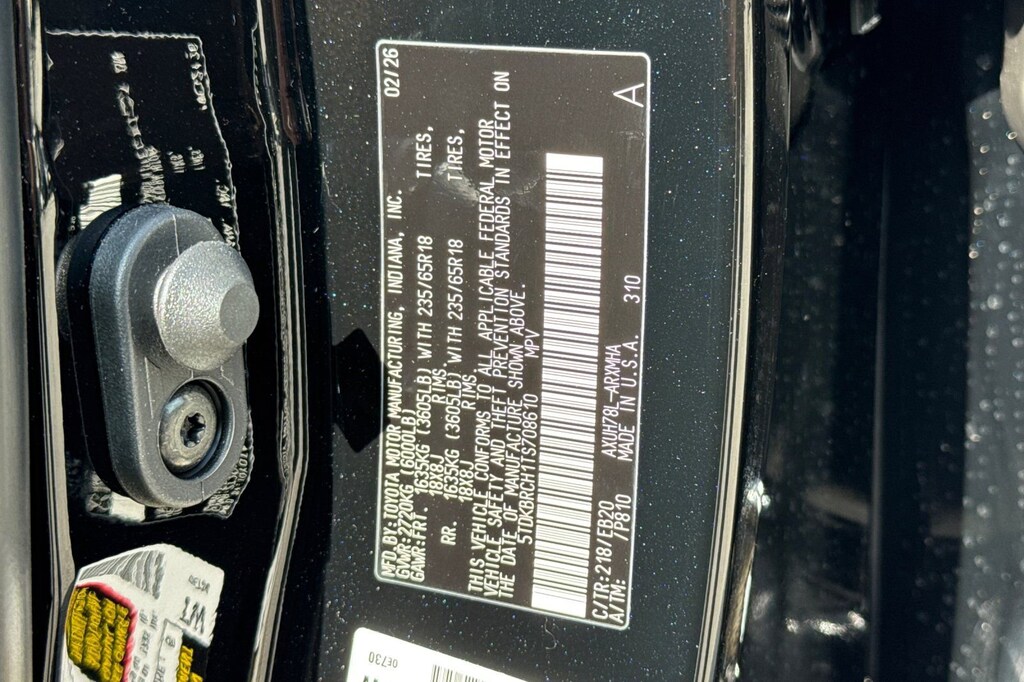 MFD.BY:TOYOTA MOTOR MANUFACTURING, INDIANA, INC. 02/26
GVWR:2720KG(6000LB)
GAWR:FRT. 1635KG (3605LB) WITH 235/65R18 TIRES,
18X8J RIMS
RR. 1635KG (3605LB) WITH 235/65R18 TIRES,
18X8J RIMS
THIS VEHICLE CONFORMS TO ALL APPLICABLE FEDERAL MOTOR
VEHICLE SAFETY AND THEFT PREVENTION STANDARDS IN EFFECT ON
THE DATE OF MANUFACTURE SHOWN ABOVE.
5TDKBRCH1TS708610 MPV
C/TR:218/EB20 AXUH78L-ARXMHA 310
A/TM: /P810 MADE IN U.S.A. A
0E730